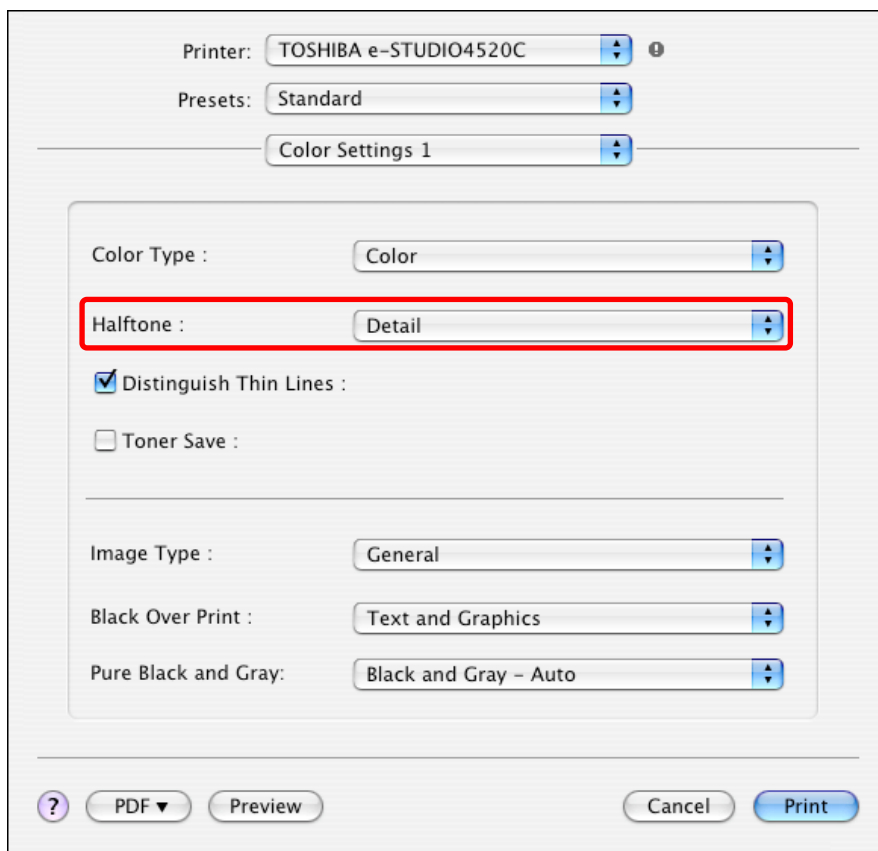 Printer: TOSHIBA e-STUDIO4520C
Presets: Standard
Color Settings 1
Color Type : Color
Halftone : Detail
Distinguish Thin Lines :
Toner Save :
Image Type : General
Black Over Print : Text and Graphics
Pure Black and Gray: Black and Gray – Auto
? PDF ▼ Preview Cancel Print